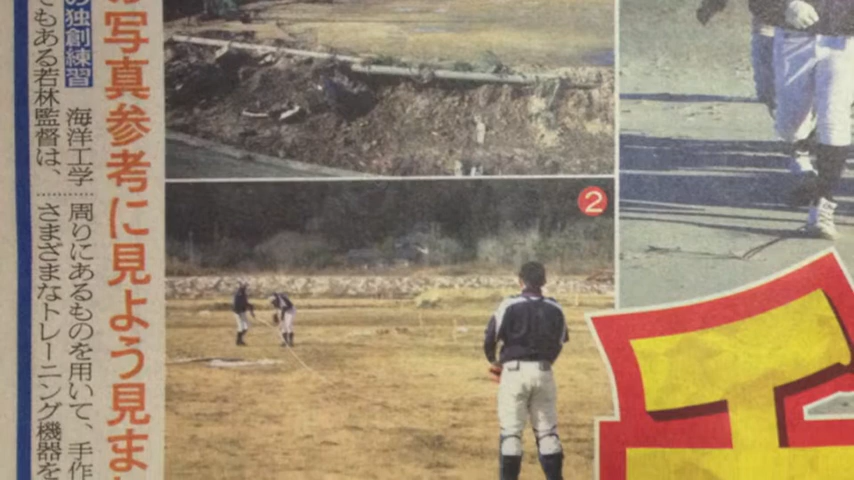 写真参考に見よう見ま
の独創練習
海洋工学
でもある若林監督は、
周りにあるものを用いて、手作
さまざまなトレーニング機器を
2